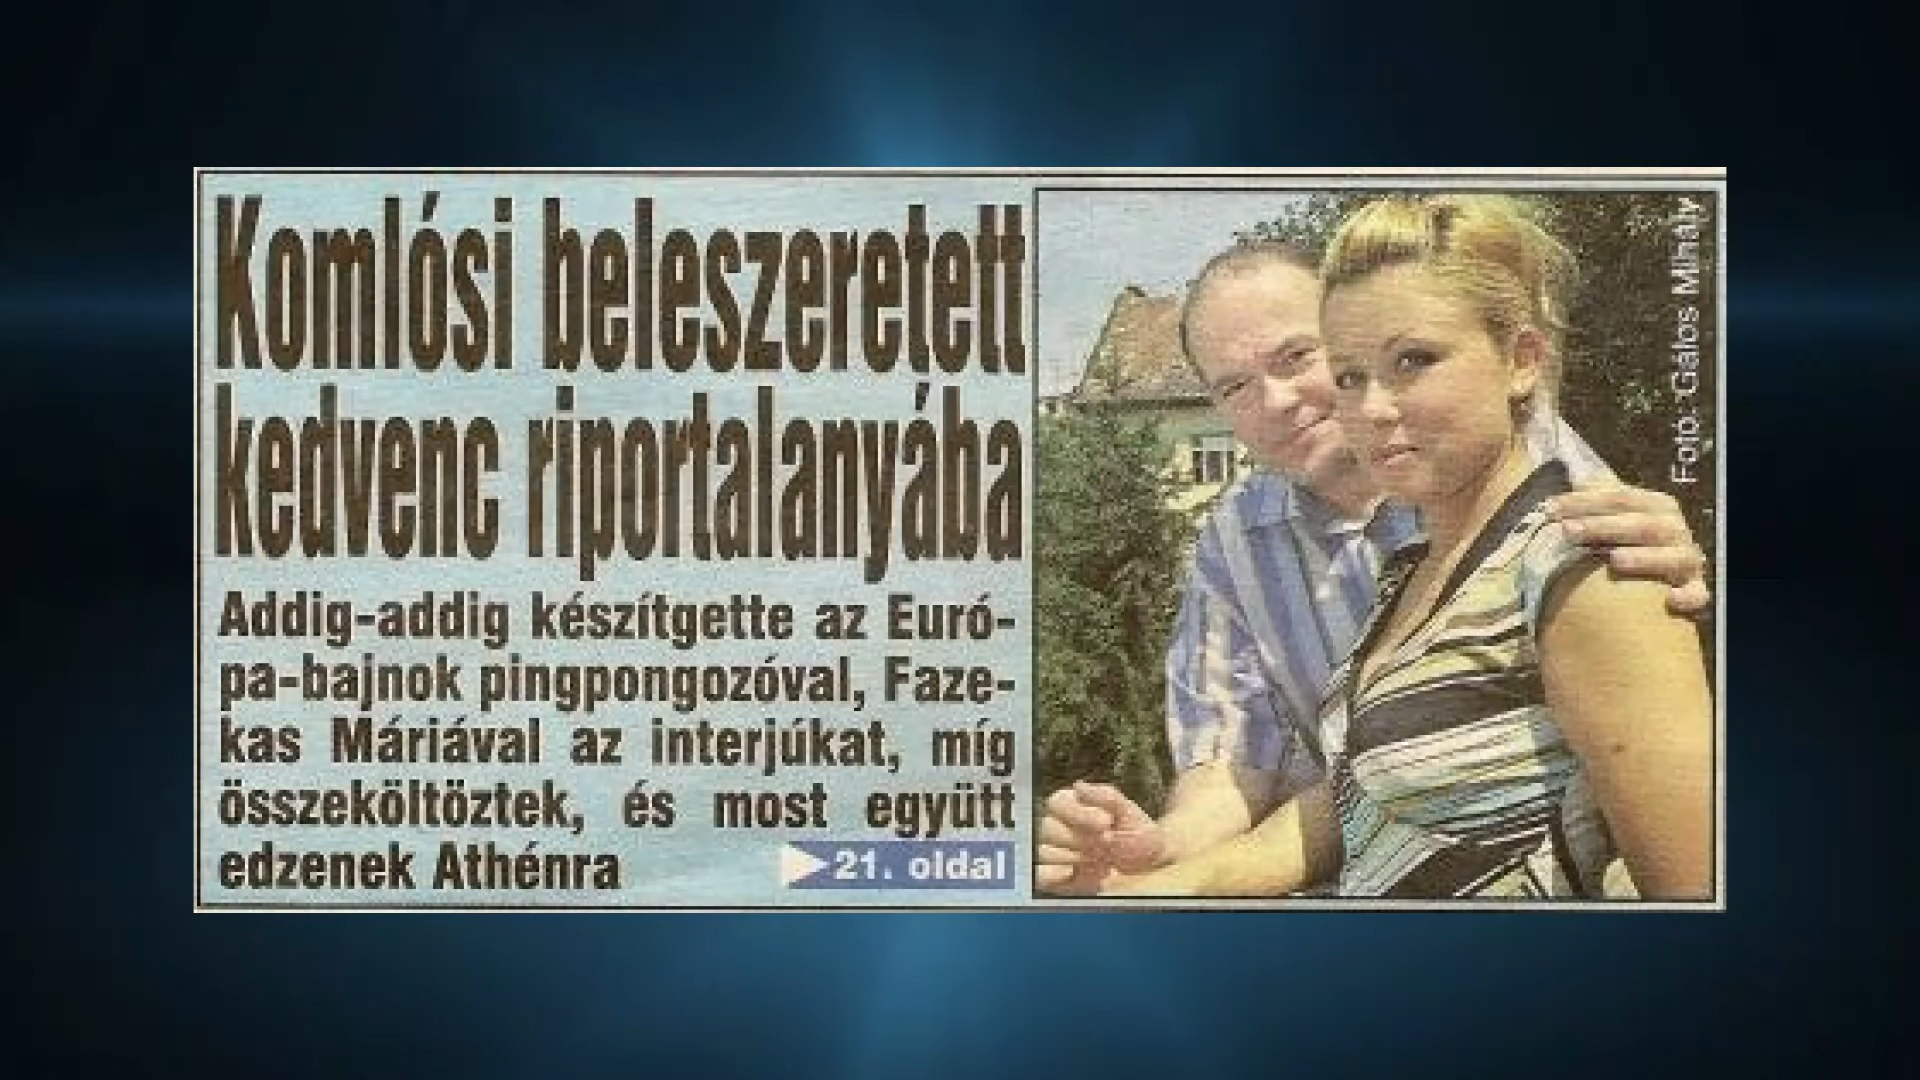 Komlósi beleszeretett
kedvenc riportalanyába
Addig-addig készítgette az Euró-
pa-bajnok pingpongozóval, Faze-
kas Máriával az interjúkat, míg
összeköltöztek, és most együtt
edzenek Athénra
21. oldal
Fotó: Gálos Mihály